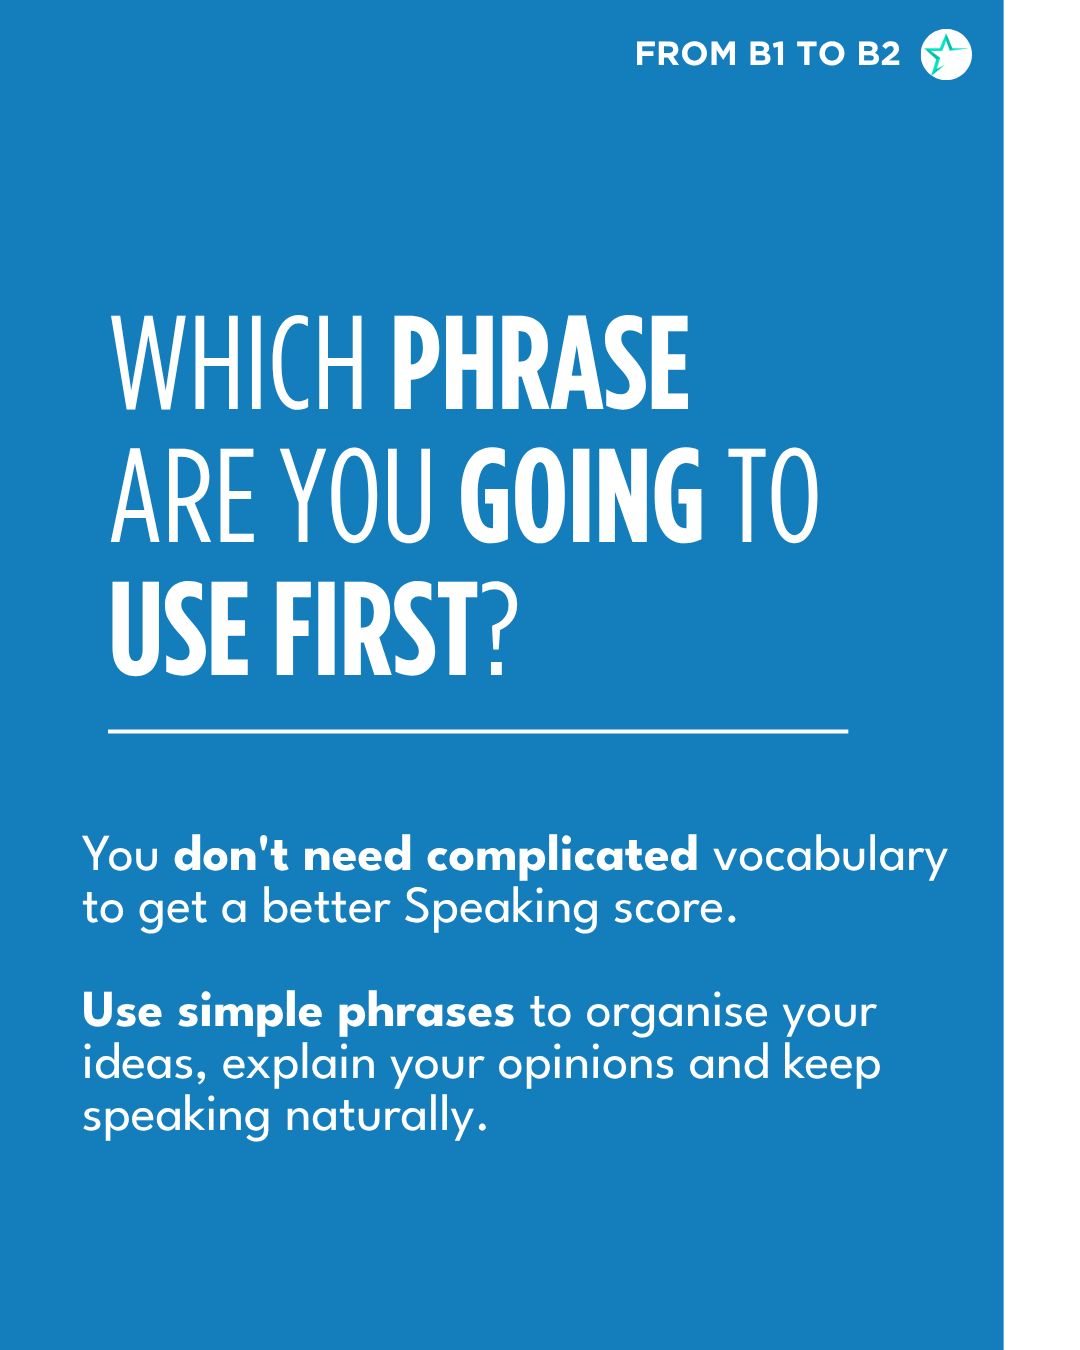 FROM B1 TO B2
WHICH PHRASE
ARE YOU GOING TO
USE FIRST?
You don't need complicated vocabulary
to get a better Speaking score.
Use simple phrases to organise your
ideas, explain your opinions and keep
speaking naturally.